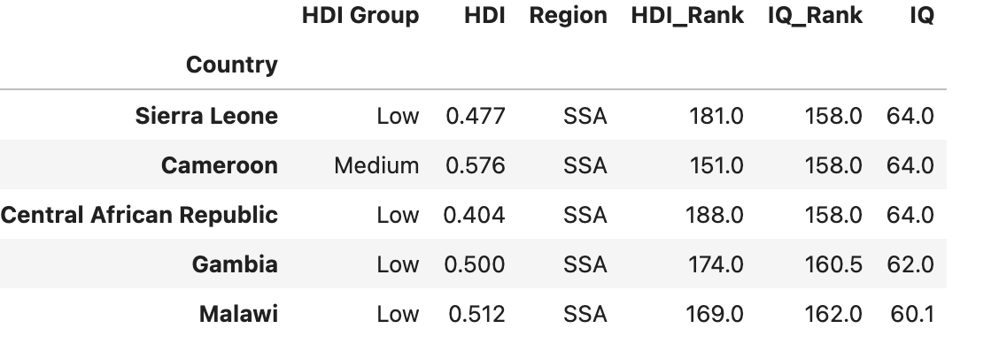 HDI Group HDI Region HDI_Rank IQ_Rank IQ
Country
Sierra Leone Low 0.477 SSA 181.0 158.0 64.0
Cameroon Medium 0.576 SSA 151.0 158.0 64.0
Central African Republic Low 0.404 SSA 188.0 158.0 64.0
Gambia Low 0.500 SSA 174.0 160.5 62.0
Malawi Low 0.512 SSA 169.0 162.0 60.1